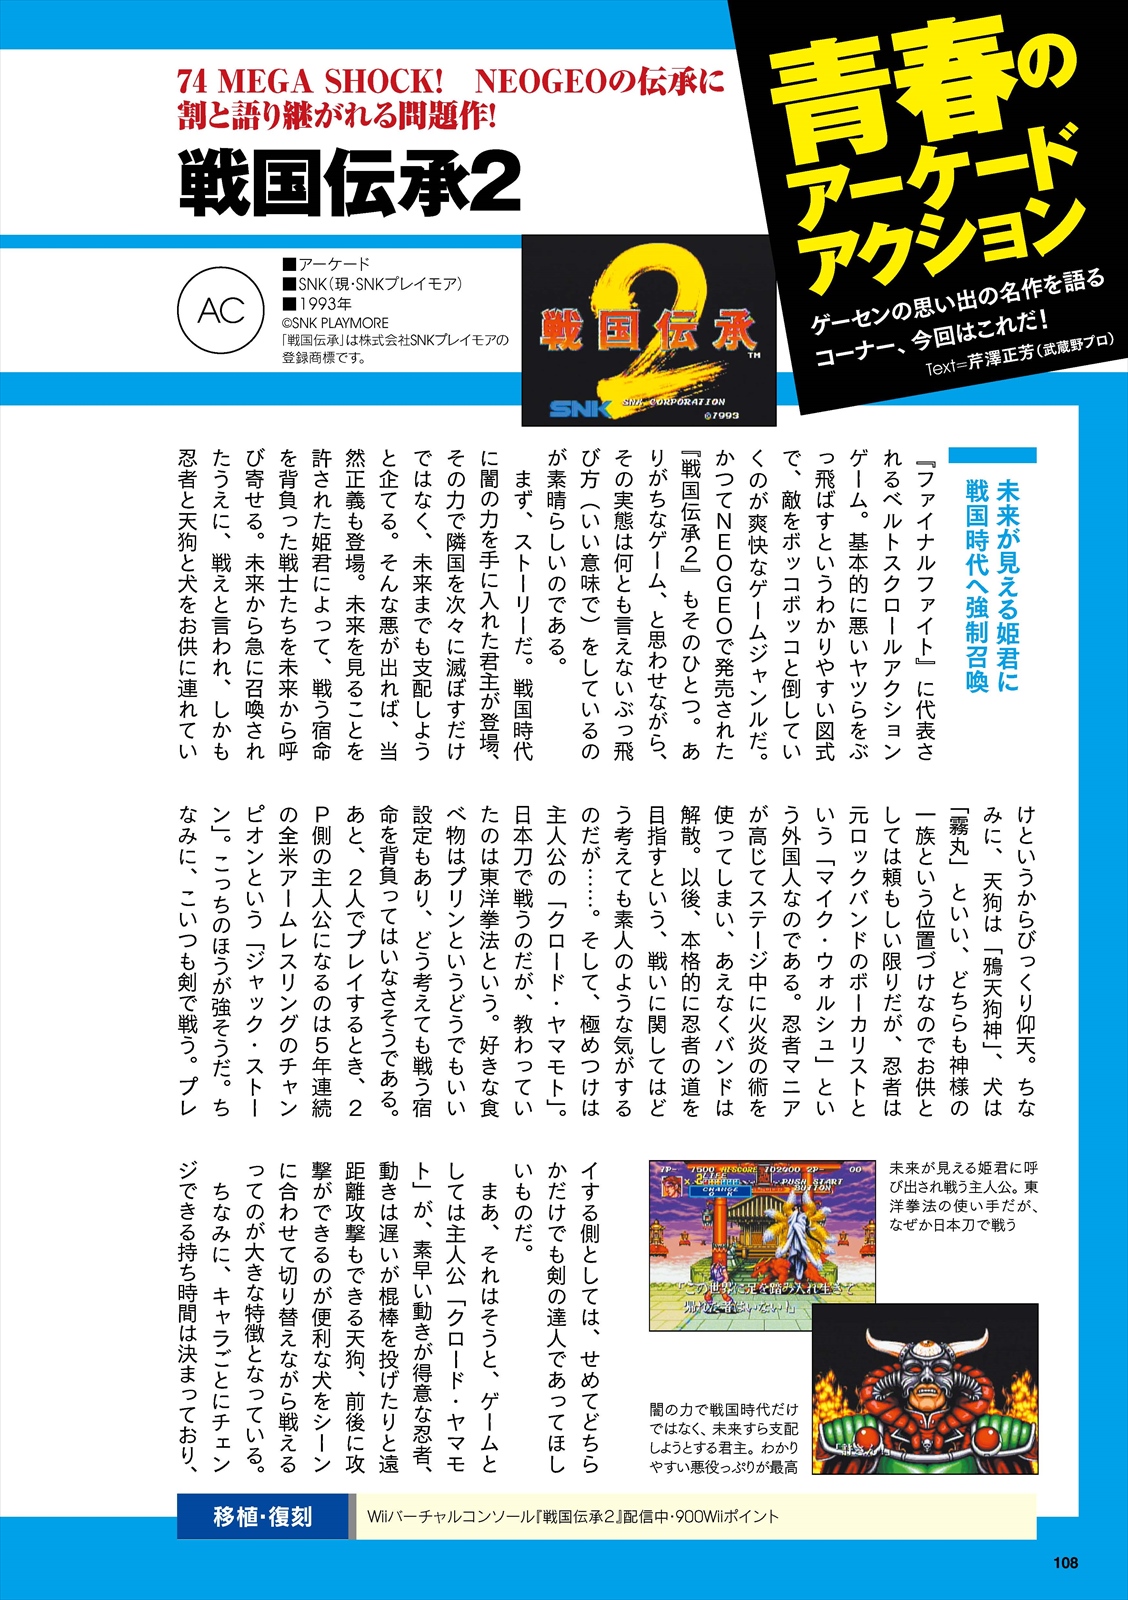 青春の
アーケード
アクション
ゲーセンの思い出の名作を語る
コーナー、今回はこれだ!
Text=芹澤正芳(武蔵野プロ)
74 MEGA SHOCK! NEOGEOの伝承に
割と語り継がれる問題作!
戦国伝承2
AC
■アーケード
■SNK(現・SNKプレイモア)
■1993年
©SNK PLAYMORE
「戦国伝承」は株式会社SNKプレイモアの
登録商標です。
戦国伝承
2
TM
SNK
SNK CORPORATION
©1993
未来が見える姫君に
戦国時代へ強制召喚
『ファイナルファイト』に代表さ
れるベルトスクロールアクション
ゲーム。基本的に悪いヤツらをぶ
っ飛ばすというわかりやすい図式
で、敵をボッコボッコと倒してい
くのが爽快なゲームジャンルだ。
かつてNEOGEOで発売された
『戦国伝承2』もそのひとつ。あ
りがちなゲーム、と思わせながら、
その実態は何とも言えないぶっ飛
び方(いい意味で)をしているの
が素晴らしいのである。
まず、ストーリーだ。戦国時代
に闇の力を手に入れた君主が登場、
その力で隣国を次々に滅ぼすだけ
ではなく、未来までも支配しよう
と企てる。そんな悪が出れば、当
然正義も登場。未来を見ることを
許された姫君によって、戦う宿命
を背負った戦士たちを未来から呼
び寄せる。未来から急に召喚され
たうえに、戦えと言われ、しかも
忍者と天狗と犬をお供に連れてい
けというからびっくり仰天。ちな
みに、天狗は「鴉天狗神」、犬は
「霧丸」といい、どちらも神様の
一族という位置づけなのでお供と
しては頼もしい限りだが、忍者は
元ロックバンドのボーカリストと
いう「マイク・ウォルシュ」とい
う外国人なのである。忍者マニア
が高じてステージ中に火炎の術を
使ってしまい、あえなくバンドは
解散。以後、本格的に忍者の道を
目指すという、戦いに関してはど
う考えても素人のような気がする
のだが……。そして、極めつけは
主人公の「クロード・ヤマモト」。
日本刀で戦うのだが、教わってい
たのは東洋拳法という。好きな食
べ物はプリンというどうでもいい
設定もあり、どう考えても戦う宿
命を背負ってはいなさそうである。
あと、2人でプレイするとき、2
P側の主人公になるのは5年連続
の全米アームレスリングのチャン
ピオンという「ジャック・ストー
ン」。こっちのほうが強そうだ。ち
なみに、こいつも剣で戦う。プレ
イする側としては、せめてどちら
かだけでも剣の達人であってほし
いものだ。
まあ、それはそうと、ゲームと
しては主人公「クロード・ヤマモ
ト」が、素早い動きが得意な忍者、
動きは遅いが棍棒を投げたりと遠
距離攻撃もできる天狗、前後に攻
撃ができるのが便利な犬をシーン
に合わせて切り替えながら戦える
ってのが大きな特徴となっている。
ちなみに、キャラごとにチェン
ジできる持ち時間は決まっており、
1P- 7500 HI-SCORE 702400 2P- 00
LIFE
PUSH START
CHANGE
BUTTON
O K
「この世界に足を踏み入れ生きて
帰れた者はいない!」
未来が見える姫君に呼
び出され戦う主人公。東
洋拳法の使い手だが、
なぜか日本刀で戦う
闇の力で戦国時代だけ
ではなく、未来すら支配
しようとする君主。わかり
やすい悪役っぷりが最高
移植・復刻
Wiiバーチャルコンソール『戦国伝承2』配信中・900Wiiポイント
108